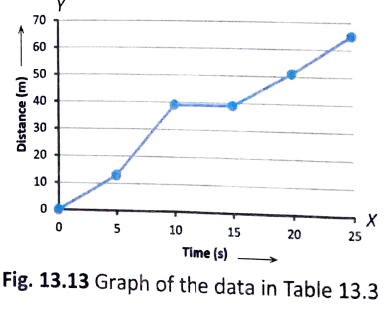 Y
70
60
50
40
30
20
10
0
Distance (m)
0 5 10 15 20 25
X
Time (s)
Fig. 13.13 Graph of the data in Table 13.3